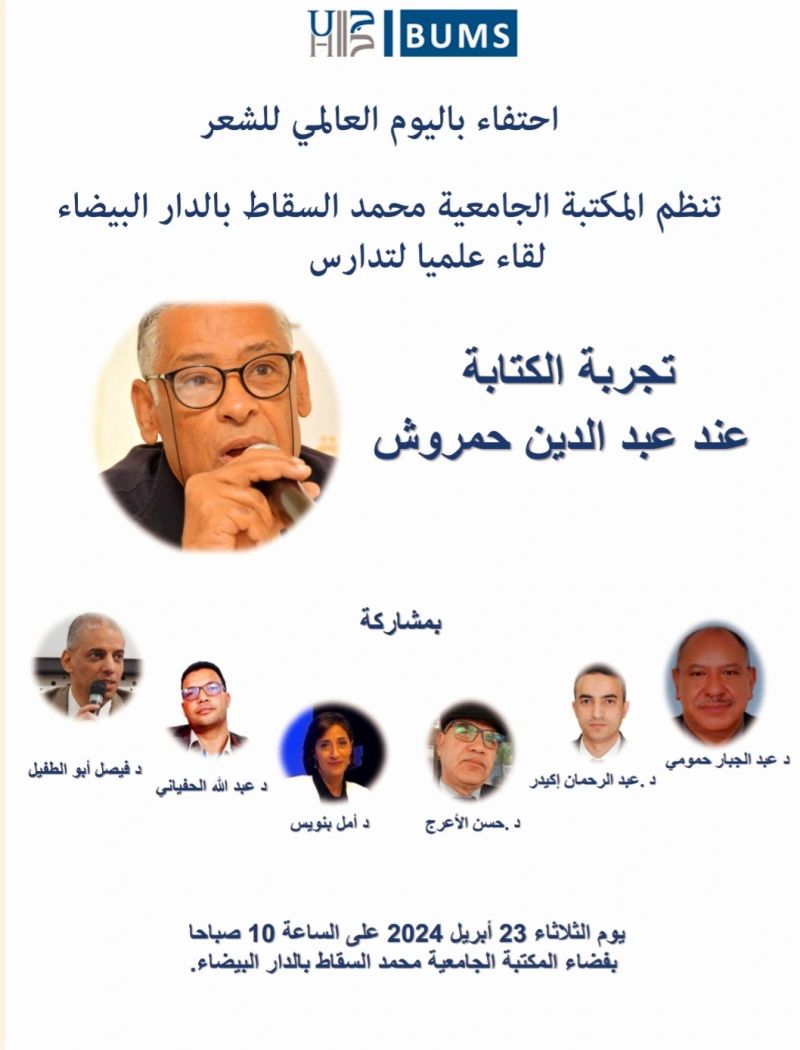 UH
BUMS
احتفاء باليوم العالمي للشعر
تنظم المكتبة الجامعية محمد السقاط بالدار البيضاء
لقاء علميا لتدارس
تجربة الكتابة
عند عبد الدين حمروش
بمشاركة
د عبد الجبار حمومي
د .عبد الرحمان إكيدر
د .حسن الأعرج
د أمل بنويس
د عبد الله الحفياني
د فيصل أبو الطفيل
يوم الثلاثاء 23 أبريل 2024 على الساعة 10 صباحا
بفضاء المكتبة الجامعية محمد السقاط بالدار البيضاء.